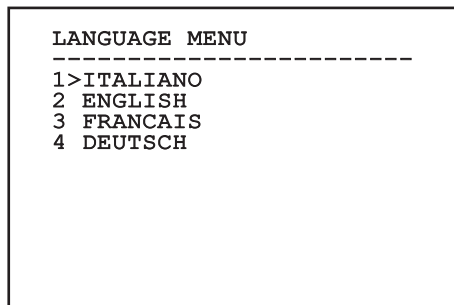 LANGUAGE MENU
------------------------
1>ITALIANO
2 ENGLISH
3 FRANCAIS
4 DEUTSCH